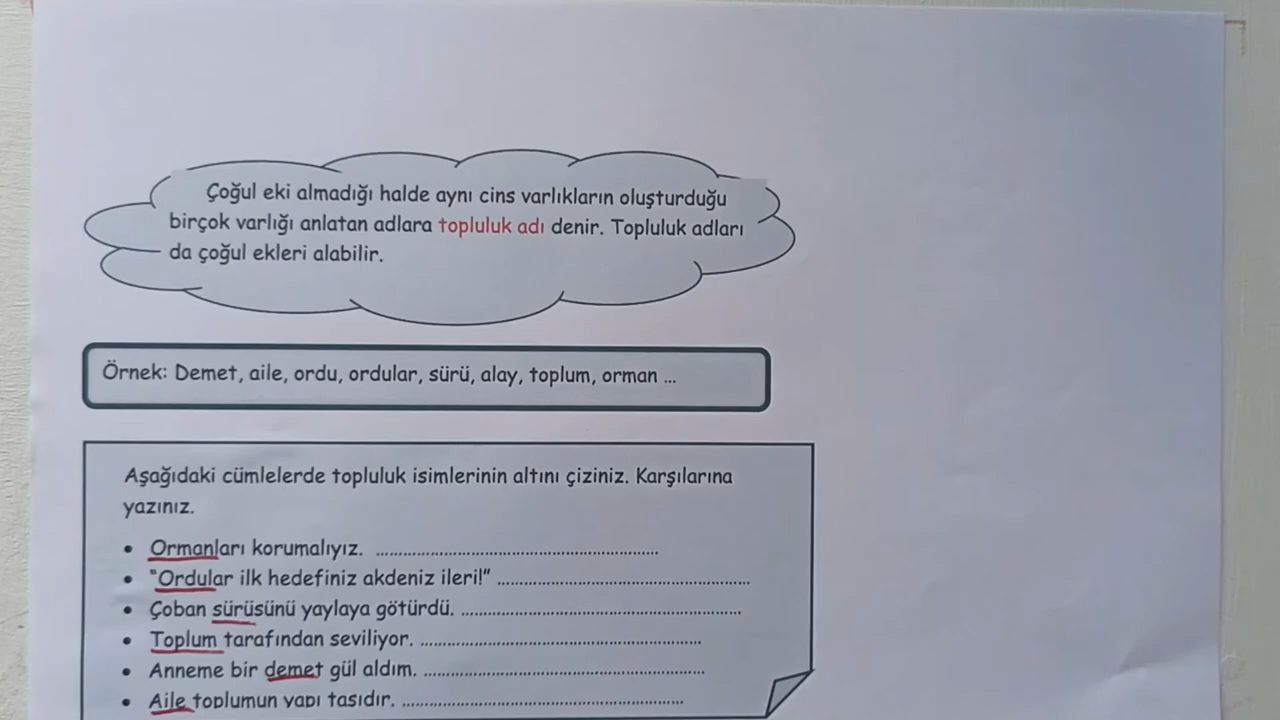 Çoğul eki almadığı halde aynı cins varlıkların oluşturduğu
birçok varlığı anlatan adlara topluluk adı denir. Topluluk adları
da çoğul ekleri alabilir.
Örnek: Demet, aile, ordu, ordular, sürü, alay, toplum, orman ...
Aşağıdaki cümlelerde topluluk isimlerinin altını çiziniz. Karşılarına
yazınız.
• Ormanları korumalıyız. ................................................................
• "Ordular ilk hedefiniz akdeniz ileri!" ................................................................
• Çoban sürüsünü yaylaya götürdü. ................................................................
• Toplum tarafından seviliyor. ................................................................
• Anneme bir demet gül aldım. ................................................................
• Aile toplumun yapı taşıdır. ................................................................